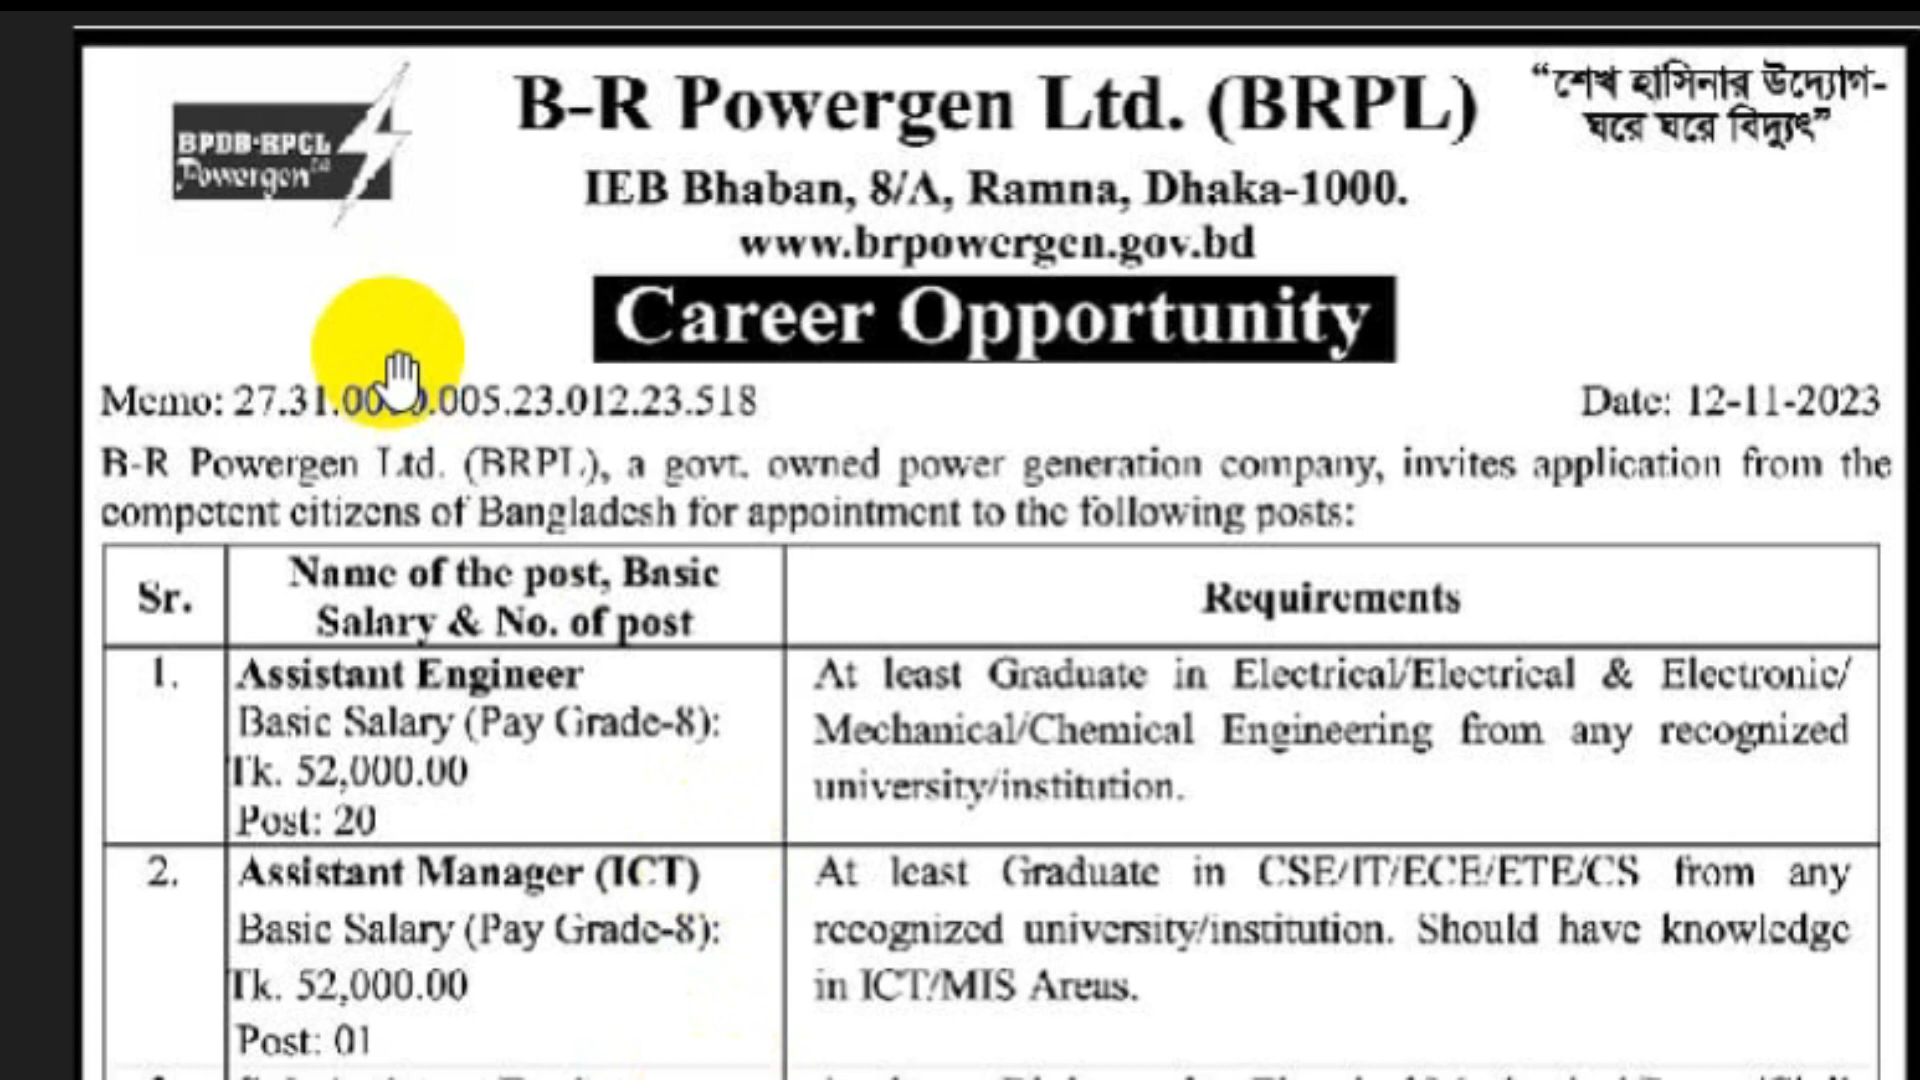 BPDB-RPCL
Powergen Ltd
B-R Powergen Ltd. (BRPL)
“শেখ হাসিনার উদ্যোগ-
ঘরে ঘরে বিদ্যুৎ”
IEB Bhaban, 8/A, Ramna, Dhaka-1000.
www.brpowergen.gov.bd
Career Opportunity
Memo: 27.31.0000.005.23.012.23.518
Date: 12-11-2023
B-R Powergen Ltd. (BRPL), a govt. owned power generation company, invites application from the
competent citizens of Bangladesh for appointment to the following posts:
Sr.
Name of the post, Basic
Salary & No. of post
Requirements
1.
Assistant Engineer
Basic Salary (Pay Grade-8):
Tk. 52,000.00
Post: 20
At least Graduate in Electrical/Electrical & Electronic/
Mechanical/Chemical Engineering from any recognized
university/institution.
2.
Assistant Manager (ICT)
Basic Salary (Pay Grade-8):
Tk. 52,000.00
Post: 01
At least Graduate in CSE/IT/ECE/ETE/CS from any
recognized university/institution. Should have knowledge
in ICT/MIS Areas.